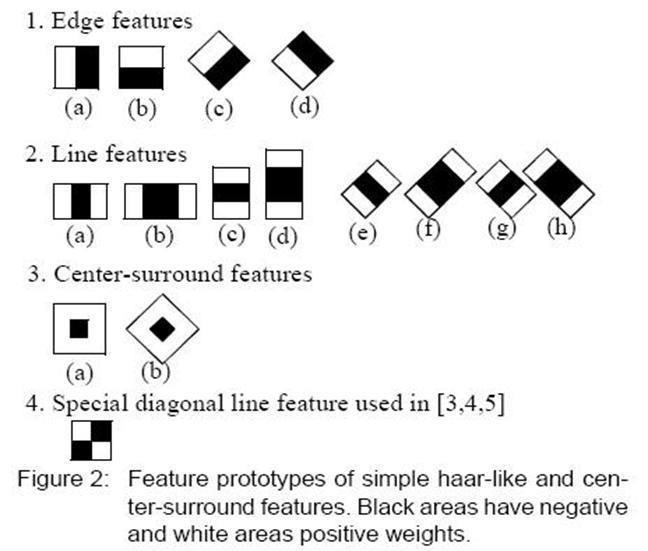 1. Edge features
(a) (b) (c) (d)
2. Line features
(a) (b) (c) (d) (e) (f) (g) (h)
3. Center-surround features
(a) (b)
4. Special diagonal line feature used in [3,4,5]
Figure 2: Feature prototypes of simple haar-like and cen-
ter-surround features. Black areas have negative
and white areas positive weights.